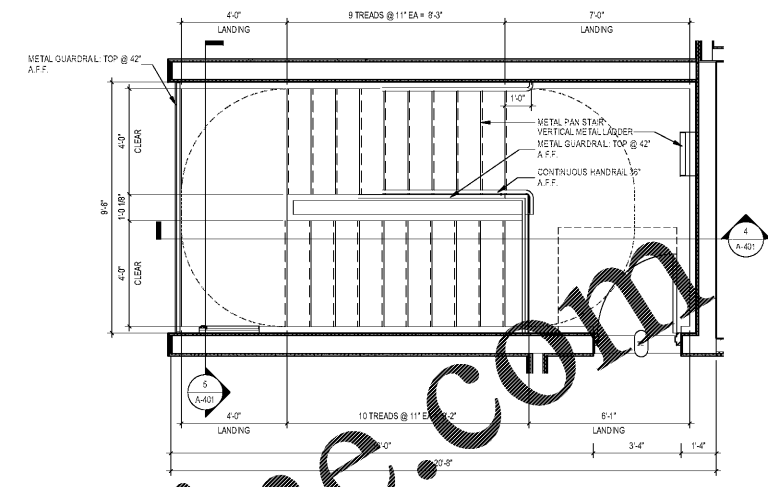 4'-0"
9 TREADS @ 11" EA = 8'-3"
7'-0"
LANDING
LANDING
METAL GUARDRAIL: TOP @ 42"
A.F.F.
1'-0"
METAL PAN STAIR
VERTICAL METAL LADDER
METAL GUARDRAIL: TOP @ 42"
A.F.F.
CONTINUOUS HANDRAIL 36"
A.F.F.
4'-0"
CLEAR
9'-6"
1'-0 1/8"
4'-0"
CLEAR
4
A-401
5
A-401
4'-0"
10 TREADS @ 11"
6'-1"
LANDING
LANDING
3'-4"
1'-4"
20'-8"
.com